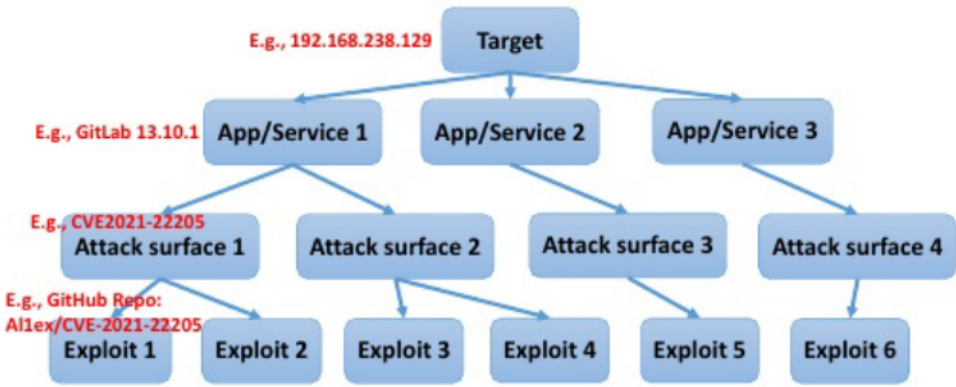 E.g., 192.168.238.129
Target
E.g., GitLab 13.10.1
App/Service 1
App/Service 2
App/Service 3
E.g., CVE2021-22205
Attack surface 1
Attack surface 2
Attack surface 3
Attack surface 4
E.g., GitHub Repo:
Al1ex/CVE-2021-22205
Exploit 1
Exploit 2
Exploit 3
Exploit 4
Exploit 5
Exploit 6